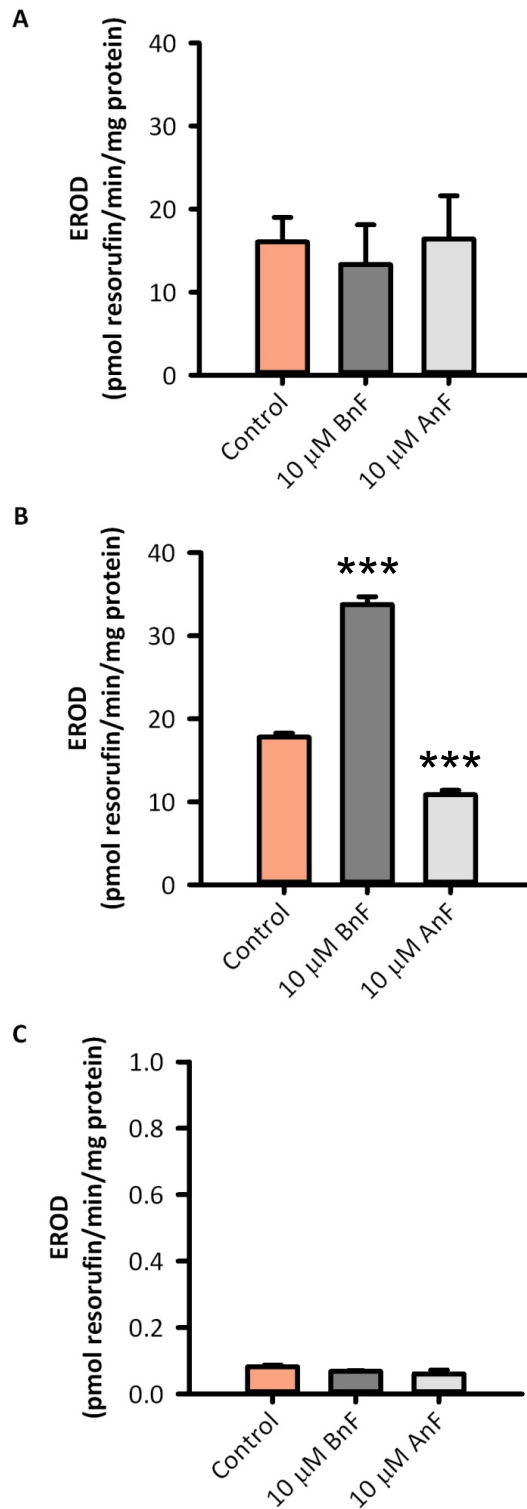 A
EROD
(pmol resorufin/min/mg protein)
40
30
20
10
0
Control
10 μM BnF
10 μM AnF
B
EROD
(pmol resorufin/min/mg protein)
40
30
20
10
0
***
***
Control
10 μM BnF
10 μM AnF
C
EROD
(pmol resorufin/min/mg protein)
1.0
0.8
0.6
0.4
0.2
0.0
Control
10 μM BnF
10 μM AnF